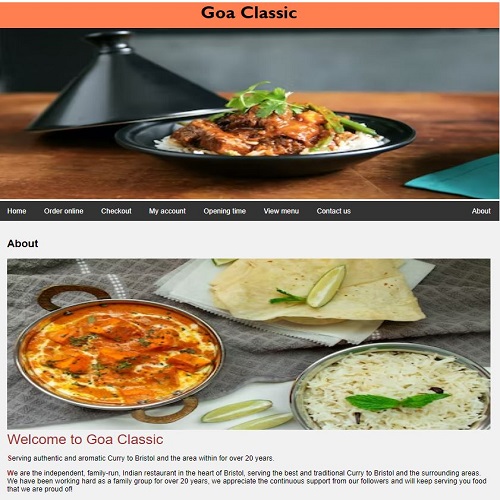 Goa Classic
Home Order online Checkout My account Opening time View menu Contact us About
About
Welcome to Goa Classic
Serving authentic and aromatic Curry to Bristol and the area within for over 20 years.
We are the independent, family-run, Indian restaurant in the heart of Bristol, serving the best and traditional Curry to Bristol and the surrounding areas.
We have been working hard as a family group for over 20 years, we appreciate the continuous support from our followers and will keep serving you food
that we are proud of!